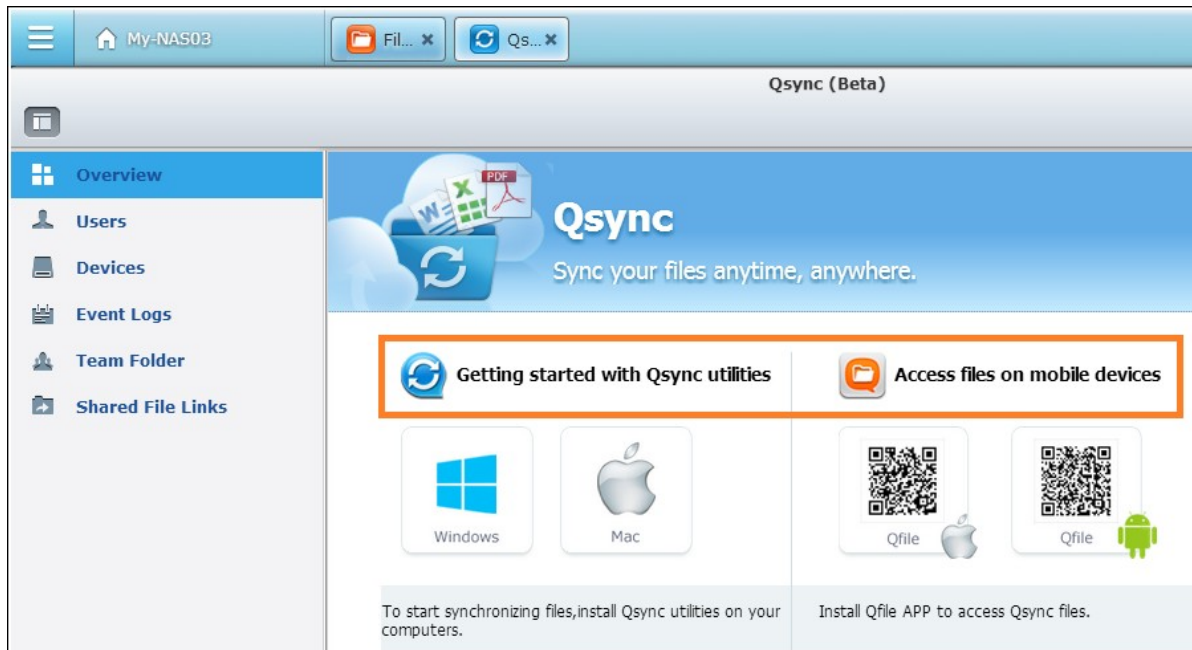 My-NAS03
Fil...
Qs...
Qsync (Beta)
Overview
Users
Devices
Event Logs
Team Folder
Shared File Links
W
X
PDF
Qsync
Sync your files anytime, anywhere.
Getting started with Qsync utilities
Access files on mobile devices
Windows
Mac
Qfile
Qfile
To start synchronizing files,install Qsync utilities on your
computers.
Install Qfile APP to access Qsync files.